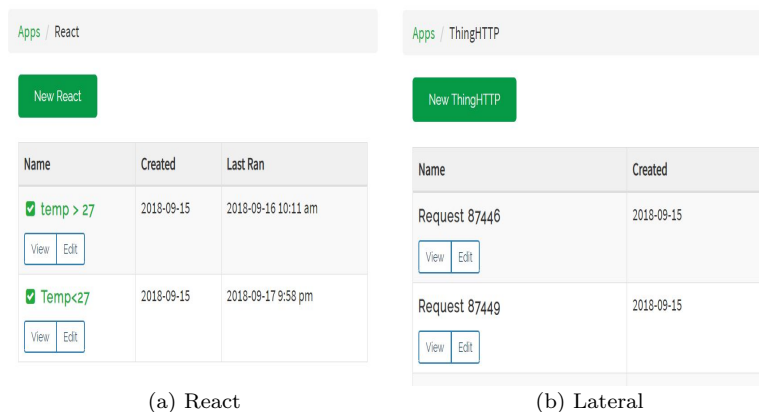 Apps / React
New React
Name Created Last Ran
temp > 27 2018-09-15 2018-09-16 10:11 am
View Edit
Temp<27 2018-09-15 2018-09-17 9:58 pm
View Edit
(a) React
Apps / ThingHTTP
New ThingHTTP
Name Created
Request 87446 2018-09-15
View Edit
Request 87449 2018-09-15
View Edit
(b) Lateral